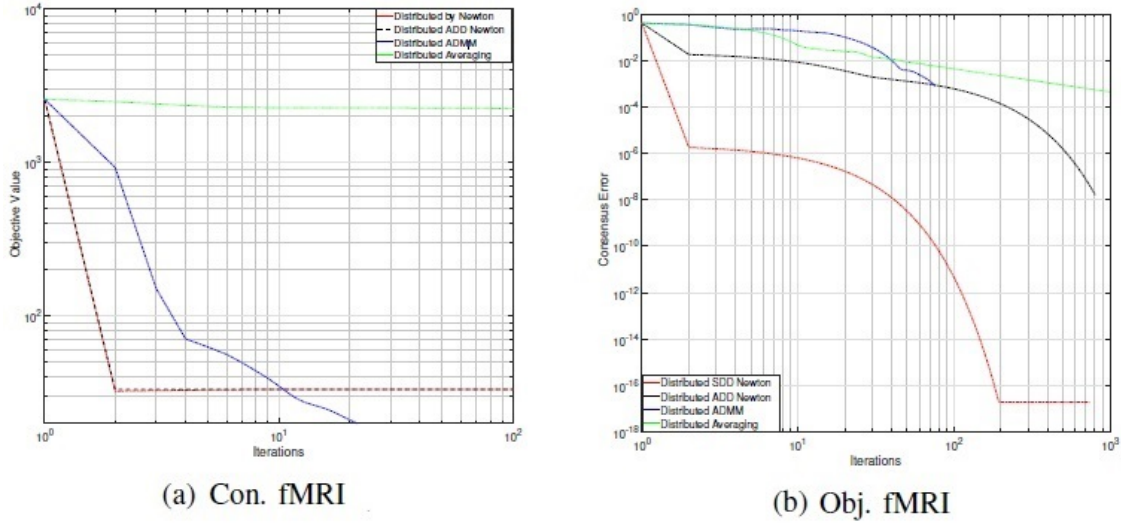 10^4
10^3
10^2
10^0
10^1
10^2
Objective Value
Iterations
Distributed by Newton
Distributed ADD Newton
Distributed ADMM
Distributed Averaging
(a) Con. fMRI
10^0
10^-2
10^-4
10^-6
10^-8
10^-10
10^-12
10^-14
10^-16
10^-18
10^0
10^1
10^2
10^3
Consensus Error
Iterations
Distributed SDD Newton
Distributed ADD Newton
Distributed ADMM
Distributed Averaging
(b) Obj. fMRI